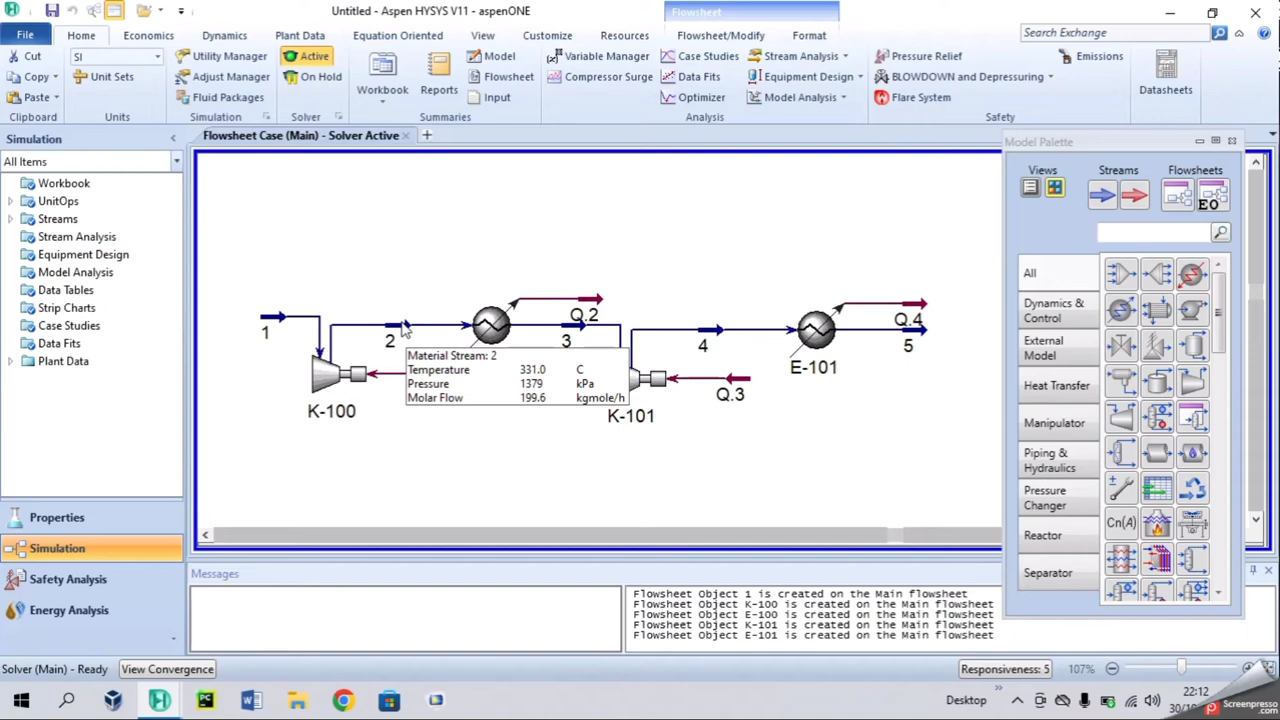 Untitled - Aspen HYSYS V11 - aspenONE
Flowsheet
File
Home
Economics
Dynamics
Plant Data
Equation Oriented
View
Customize
Resources
Flowsheet/Modify
Format
Search Exchange
Cut
Copy
Paste
Clipboard
SI
Unit Sets
Units
Utility Manager
Adjust Manager
Fluid Packages
Simulation
Active
On Hold
Solver
Workbook
Reports
Model
Flowsheet
Input
Summaries
Variable Manager
Compressor Surge
Case Studies
Data Fits
Optimizer
Stream Analysis
Equipment Design
Model Analysis
Analysis
Pressure Relief
BLOWDOWN and Depressuring
Flare System
Emissions
Safety
Datasheets
Simulation
All Items
Workbook
UnitOps
Streams
Stream Analysis
Equipment Design
Model Analysis
Data Tables
Strip Charts
Case Studies
Data Fits
Plant Data
Properties
Simulation
Safety Analysis
Energy Analysis
Flowsheet Case (Main) - Solver Active
1
K-100
2
Q.2
3
K-101
Q.3
4
E-101
Q.4
5
Material Stream: 2
Temperature 331.0 C
Pressure 1379 kPa
Molar Flow 199.6 kgmole/h
Model Palette
Views
Streams
Flowsheets
EO
All
Dynamics & Control
External Model
Heat Transfer
Manipulator
Piping & Hydraulics
Pressure Changer
Reactor
Separator
Cn(A)
Messages
Flowsheet Object 1 is created on the Main flowsheet
Flowsheet Object K-100 is created on the Main flowsheet
Flowsheet Object E-100 is created on the Main flowsheet
Flowsheet Object K-101 is created on the Main flowsheet
Flowsheet Object E-101 is created on the Main flowsheet
Solver (Main) - Ready
View Convergence
Responsiveness: 5
107%
Desktop
22:12
Screenpresso
.com